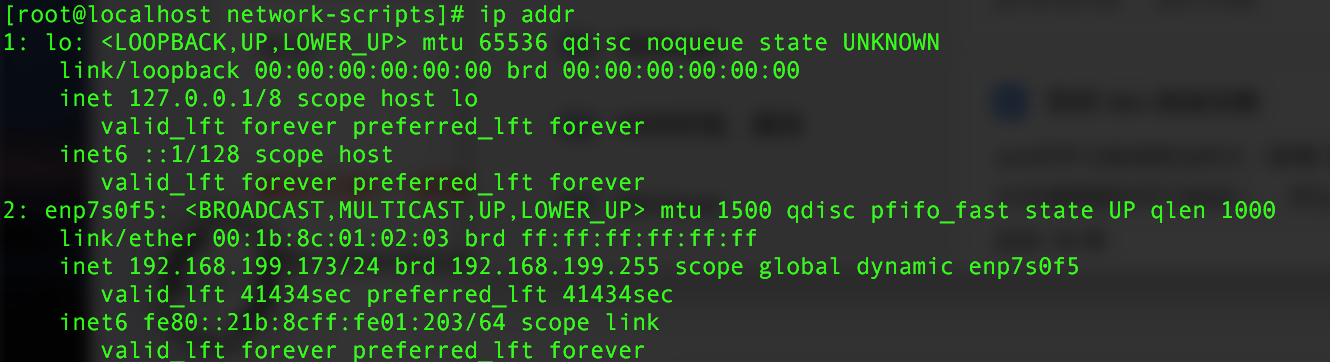 [root@localhost network-scripts]# ip addr
1: lo: <LOOPBACK,UP,LOWER_UP> mtu 65536 qdisc noqueue state UNKNOWN
link/loopback 00:00:00:00:00:00 brd 00:00:00:00:00:00
inet 127.0.0.1/8 scope host lo
valid_lft forever preferred_lft forever
inet6 ::1/128 scope host
valid_lft forever preferred_lft forever
2: enp7s0f5: <BROADCAST,MULTICAST,UP,LOWER_UP> mtu 1500 qdisc pfifo_fast state UP qlen 1000
link/ether 00:1b:8c:01:02:03 brd ff:ff:ff:ff:ff:ff
inet 192.168.199.173/24 brd 192.168.199.255 scope global dynamic enp7s0f5
valid_lft 41434sec preferred_lft 41434sec
inet6 fe80::21b:8cff:fe01:203/64 scope link
valid_lft forever preferred_lft forever